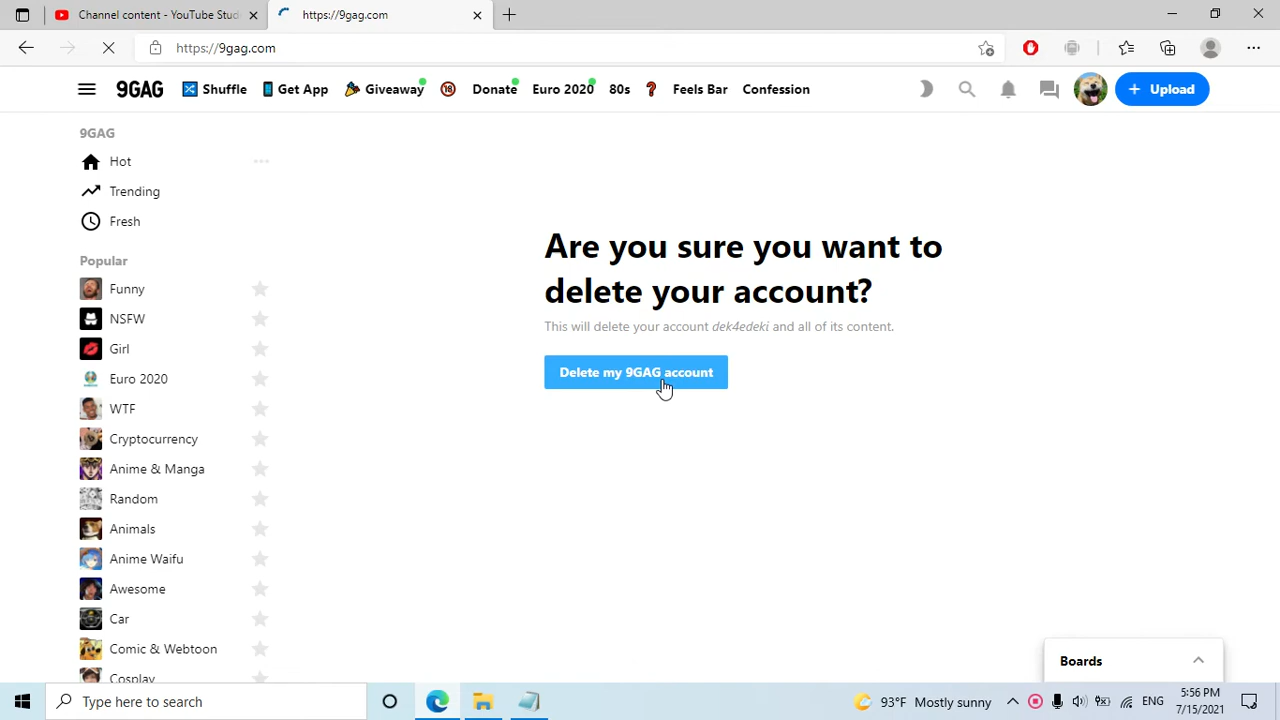 Channel content - YouTube Stud
https://9gag.com
https://9gag.com
9GAG
Shuffle
Get App
Giveaway
18
Donate
Euro 2020
80s
Feels Bar
Confession
+ Upload
9GAG
Hot
Trending
Fresh
Popular
Funny
NSFW
Girl
Euro 2020
WTF
Cryptocurrency
Anime & Manga
Random
Animals
Anime Waifu
Awesome
Car
Comic & Webtoon
Cosplay
Are you sure you want to
delete your account?
This will delete your account dek4edeki and all of its content.
Delete my 9GAG account
Boards
Type here to search
93°F Mostly sunny
ENG
5:56 PM
7/15/2021